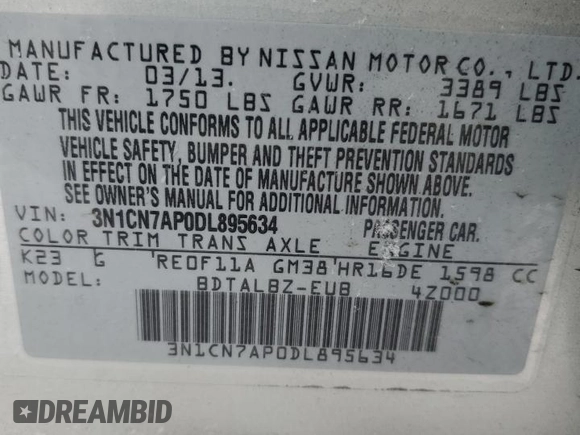 MANUFACTURED BY NISSAN MOTOR CO., LTD.
DATE: 03/13. GVWR: 3389 LBS
GAWR FR: 1750 LBS GAWR RR: 1671 LBS
THIS VEHICLE CONFORMS TO ALL APPLICABLE FEDERAL MOTOR
VEHICLE SAFETY, BUMPER AND THEFT PREVENTION STANDARDS
IN EFFECT ON THE DATE OF MANUFACTURE SHOWN ABOVE.
SEE OWNER'S MANUAL FOR ADDITIONAL INFORMATION.
VIN: 3N1CN7AP0DL895634 PASSENGER CAR.
COLOR TRIM TRANS AXLE ENGINE
K23 G RE0F11A GM38 HR16DE 1598 CC
MODEL: BDTALBZ-EUB 4Z000
3N1CN7AP0DL895634
DREAMBID